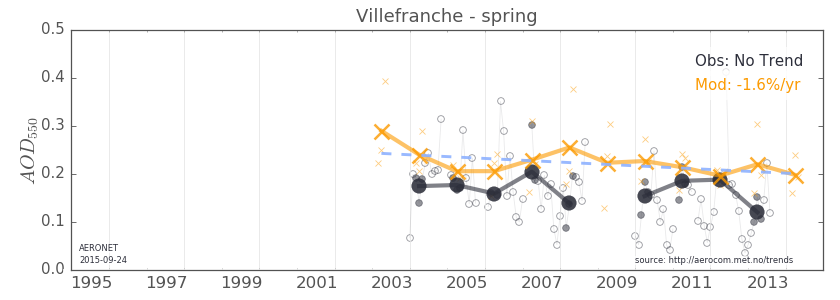 Villefranche - spring
0.5
0.4
0.3
0.2
0.1
0.0
AOD550
Obs: No Trend
Mod: -1.6%/yr
AERONET
2015-09-24
source: http://aerocom.met.no/trends
1995 1997 1999 2001 2003 2005 2007 2009 2011 2013